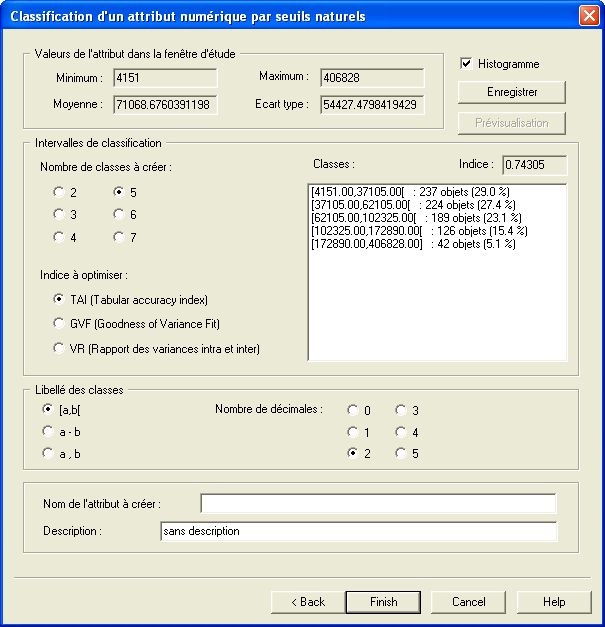 Classification d'un attribut numérique par seuils naturels
Valeurs de l'attribut dans la fenêtre d'étude
Minimum : 4151 Maximum : 406828
Moyenne : 71068.6760391198 Ecart type : 54427.4798419429
Histogramme
Enregistrer
Prévisualisation
Intervalles de classification
Nombre de classes à créer :
2 5
3 6
4 7
Indice à optimiser :
TAI (Tabular accuracy index)
GVF (Goodness of Variance Fit)
VR (Rapport des variances intra et inter)
Classes : Indice : 0.74305
[4151.00,37105.00[ : 237 objets (29.0 %)
[37105.00,62105.00[ : 224 objets (27.4 %)
[62105.00,102325.00[ : 189 objets (23.1 %)
[102325.00,172890.00[ : 126 objets (15.4 %)
[172890.00,406828.00] : 42 objets (5.1 %)
Libellé des classes
[a,b[
a - b
a , b
Nombre de décimales :
0 3
1 4
2 5
Nom de l'attribut à créer :
Description : sans description
< Back Finish Cancel Help